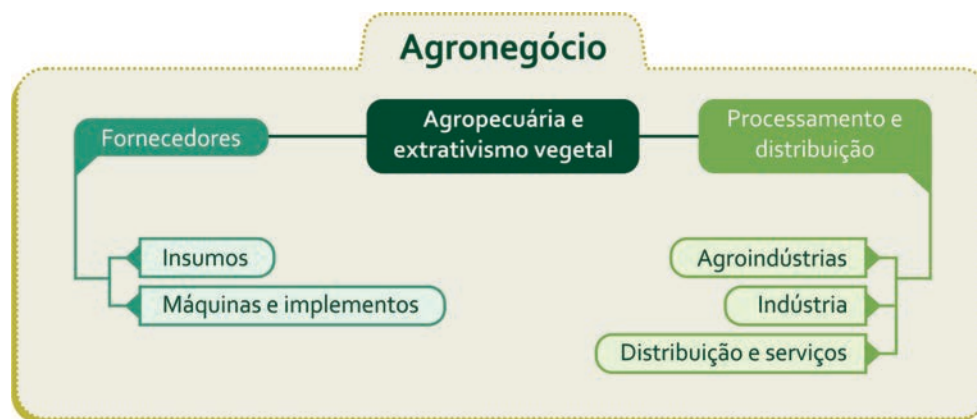 Agronegócio
Fornecedores
Agropecuária e
extrativismo vegetal
Processamento e
distribuição
Insumos
Máquinas e implementos
Agroindústrias
Indústria
Distribuição e serviços